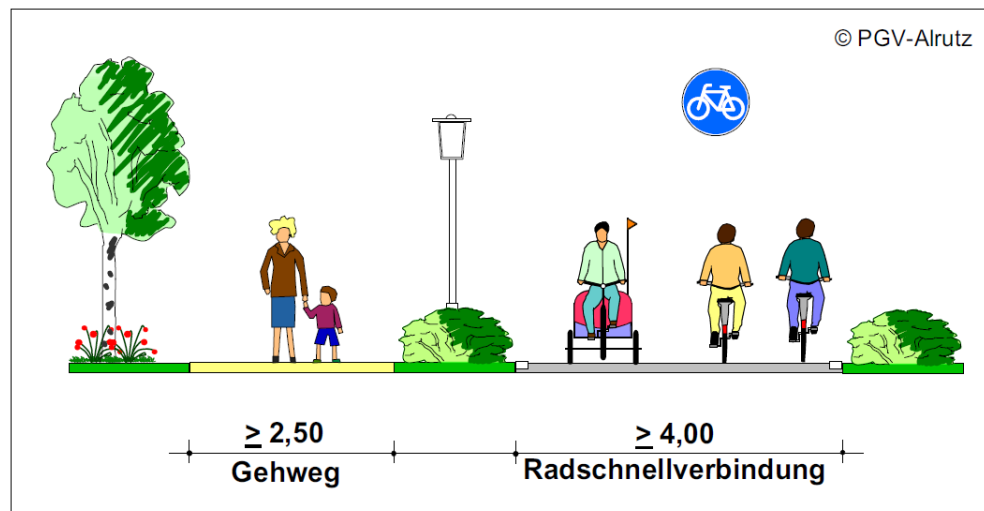 © PGV-Alrutz
≥ 2,50
Gehweg
≥ 4,00
Radschnellverbindung